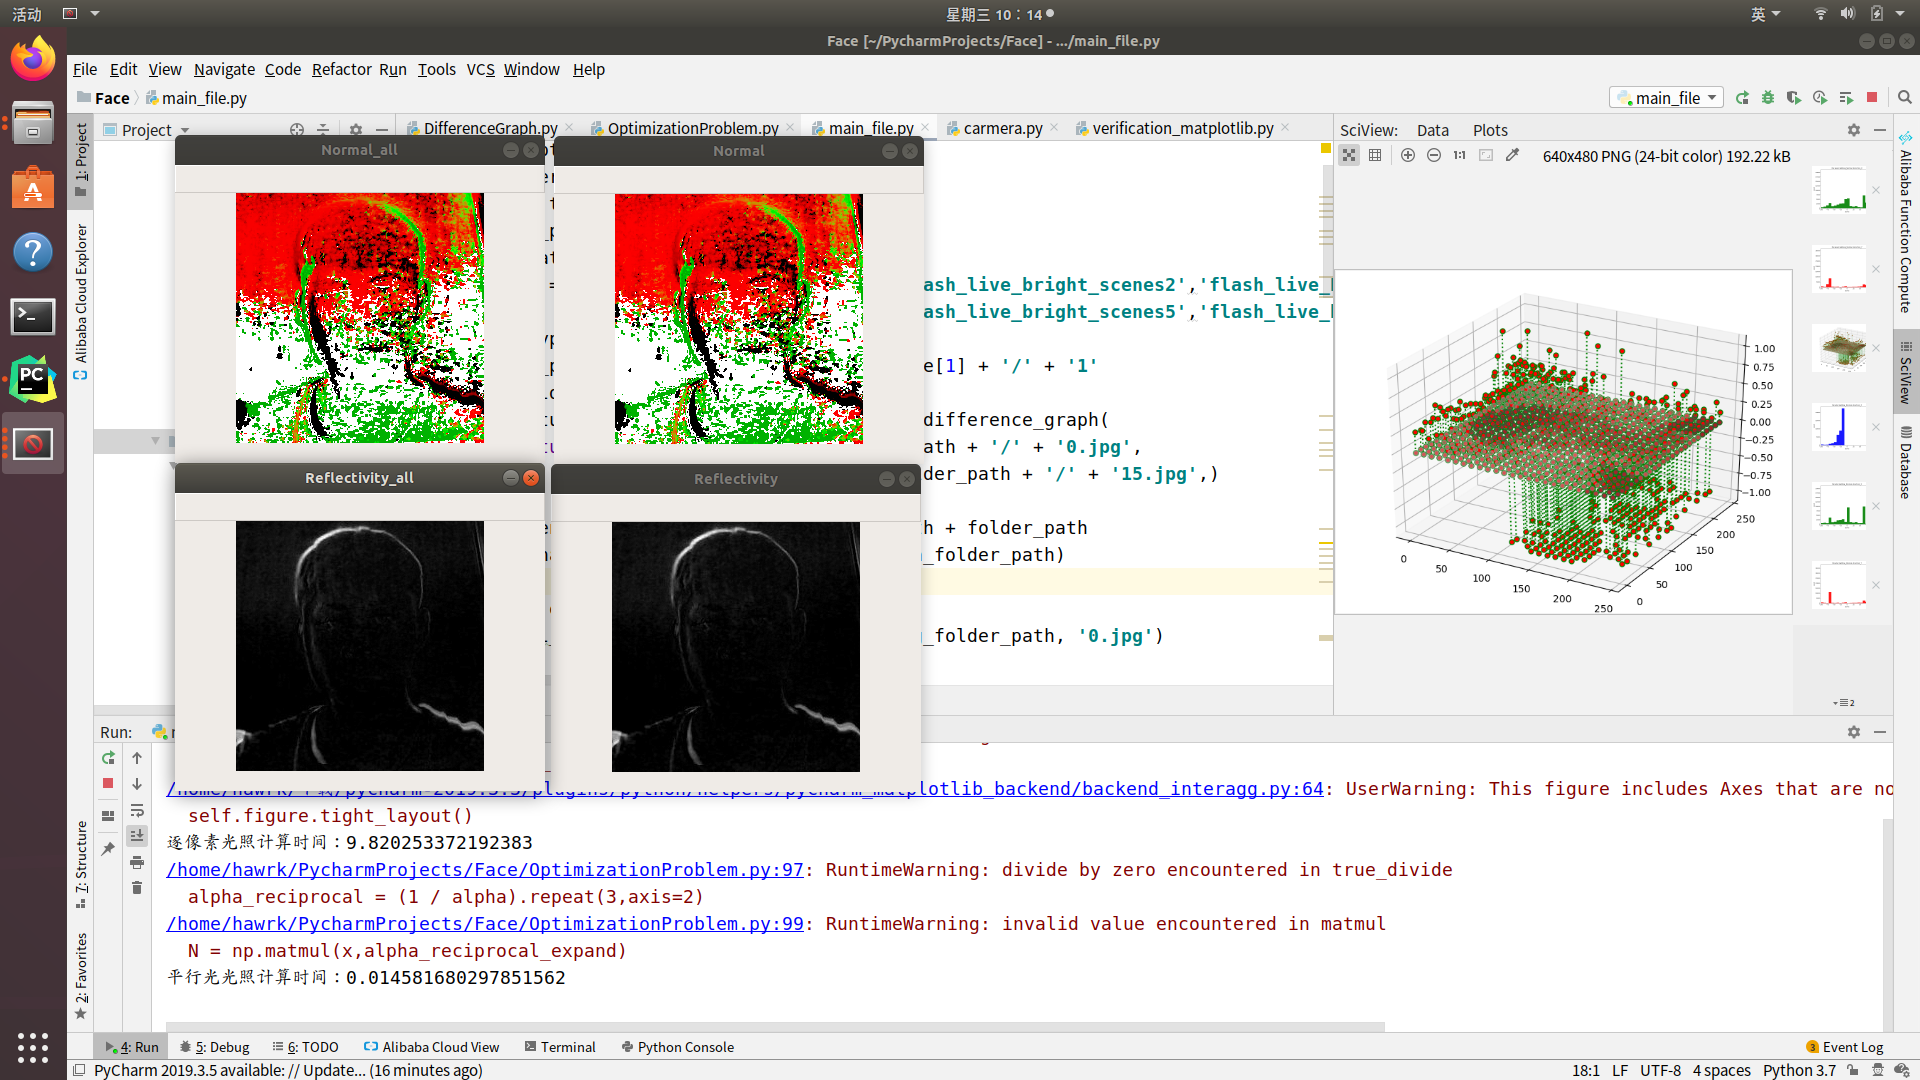 活动
星期三 10：14
英
Face [~/PycharmProjects/Face] - .../main_file.py
File Edit View Navigate Code Refactor Run Tools VCS Window Help
Face main_file.py
main_file
Project
DifferenceGraph.py OptimizationProblem.py main_file.py carmera.py verification_matplotlib.py
SciView: Data Plots
1:1 640x480 PNG (24-bit color) 192.22 kB
1: Project
Alibaba Cloud Explorer
7: Structure
2: Favorites
Normal_all
Normal
Reflectivity_all
Reflectivity
ash_live_bright_scenes2','flash_live_
ash_live_bright_scenes5','flash_live_
e[1] + '/' + '1'
difference_graph(
ath + '/' + '0.jpg',
der_path + '/' + '15.jpg',)
h + folder_path
_folder_path)
_folder_path, '0.jpg')
1.00
0.75
0.50
0.25
0.00
−0.25
−0.50
−0.75
−1.00
0 50 100 150 200 250
0 50 100 150 200 250
2
Alibaba Function Compute
SciView
Database
Run:
backend_interagg.py:64: UserWarning: This figure includes Axes that are no
self.figure.tight_layout()
逐像素光照计算时间：9.820253372192383
/home/hawrk/PycharmProjects/Face/OptimizationProblem.py:97: RuntimeWarning: divide by zero encountered in true_divide
alpha_reciprocal = (1 / alpha).repeat(3,axis=2)
/home/hawrk/PycharmProjects/Face/OptimizationProblem.py:99: RuntimeWarning: invalid value encountered in matmul
N = np.matmul(x,alpha_reciprocal_expand)
平行光光照计算时间：0.014581680297851562
4: Run 5: Debug 6: TODO Alibaba Cloud View Terminal Python Console
3 Event Log
PyCharm 2019.3.5 available: // Update... (16 minutes ago)
18:1 LF UTF-8 4 spaces Python 3.7